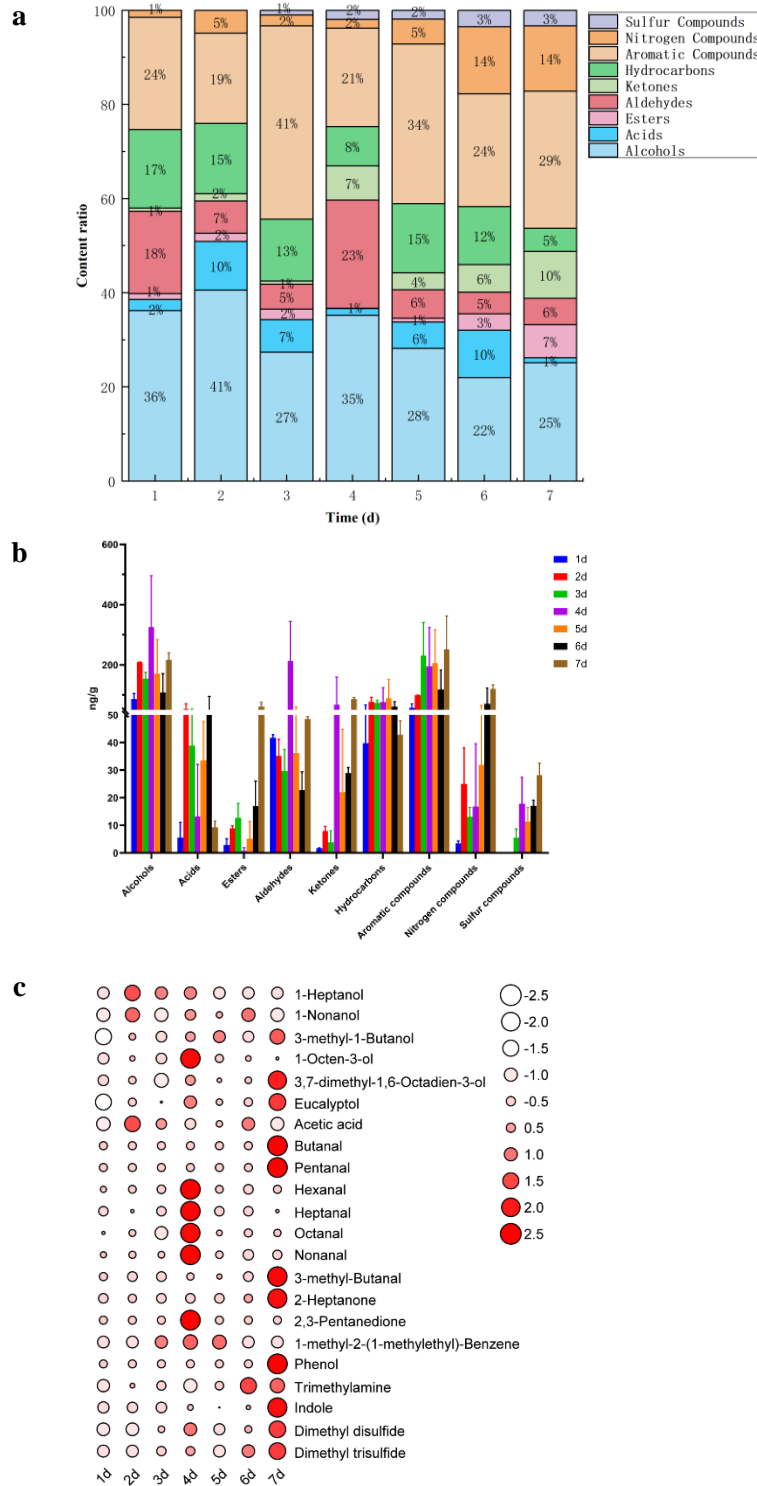 a
100
80
60
40
20
0
Content ratio
1% 5% 1% 2% 2% 3% 3%
2% 2% 5% 14% 14%
24% 19% 41% 21% 34% 24% 29%
17% 15% 13% 8% 15% 12% 5%
1% 2% 1% 7% 4% 6% 10%
18% 7% 5% 23% 6% 5% 6%
1% 2% 2% 1% 3% 7%
2% 10% 7% 1% 6% 10% 1%
36% 41% 27% 35% 28% 22% 25%
1 2 3 4 5 6 7
Time (d)
Sulfur Compounds
Nitrogen Compounds
Aromatic Compounds
Hydrocarbons
Ketones
Aldehydes
Esters
Acids
Alcohols
b
600
400
200
50
40
30
20
10
0
ng/g
Alcohols
Acids
Esters
Aldehydes
Ketones
Hydrocarbons
Aromatic compounds
Nitrogen compounds
Sulfur compounds
1d
2d
3d
4d
5d
6d
7d
c
1-Heptanol
1-Nonanol
3-methyl-1-Butanol
1-Octen-3-ol
3,7-dimethyl-1,6-Octadien-3-ol
Eucalyptol
Acetic acid
Butanal
Pentanal
Hexanal
Heptanal
Octanal
Nonanal
3-methyl-Butanal
2-Heptanone
2,3-Pentanedione
1-methyl-2-(1-methylethyl)-Benzene
Phenol
Trimethylamine
Indole
Dimethyl disulfide
Dimethyl trisulfide
1d 2d 3d 4d 5d 6d 7d
-2.5
-2.0
-1.5
-1.0
-0.5
0.5
1.0
1.5
2.0
2.5